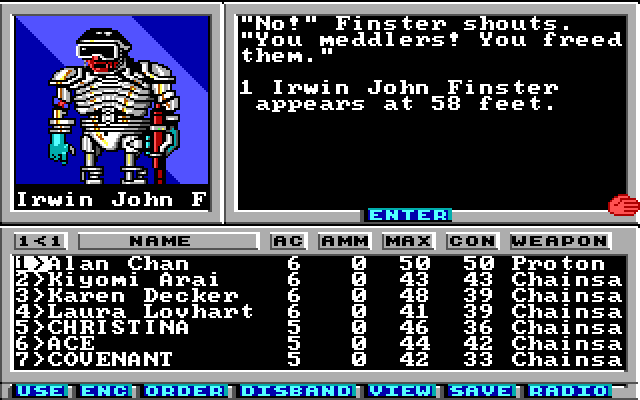 "No!" Finster shouts.
"You meddlers! You freed
them."
1 Irwin John Finster
appears at 58 feet.
Irwin John F
ENTER
1<1 NAME AC AMM MAX CON WEAPON
1>Alan Chan 6 0 50 50 Proton
2>Kiyomi Arai 6 0 43 43 Chainsa
3>Karen Decker 6 0 48 39 Chainsa
4>Laura Lovhart 6 0 41 39 Chainsa
5>CHRISTINA 5 0 46 36 Chainsa
6>ACE 5 0 44 42 Chainsa
7>COVENANT 5 0 42 33 Chainsa
USE ENC ORDER DISBAND VIEW SAVE RADIO